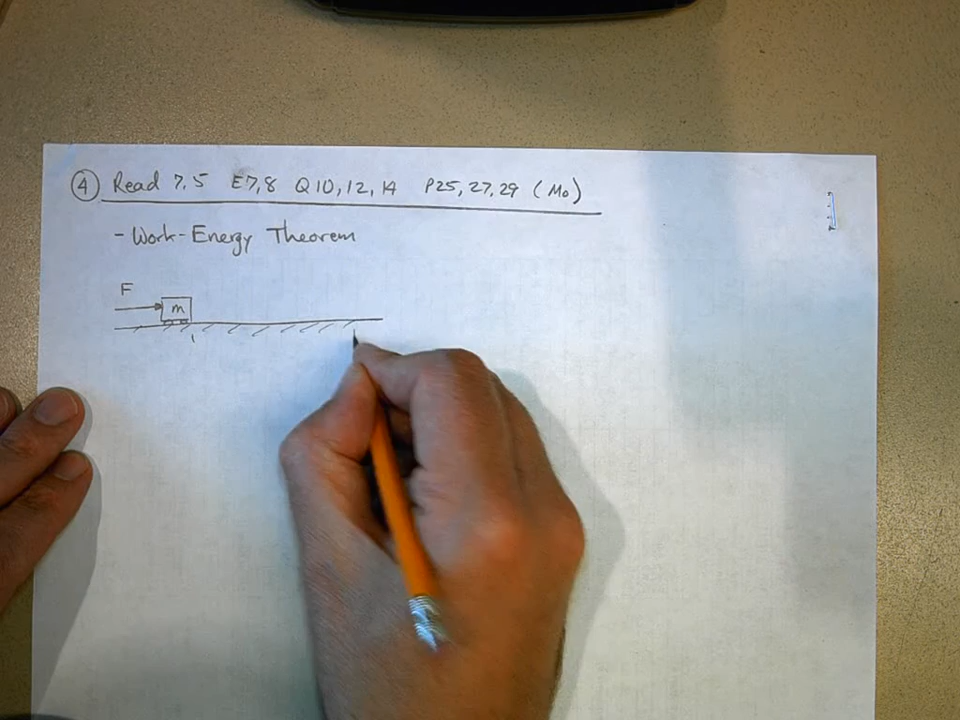 ④ Read 7.5 E7,8 Q10,12,14 P25,27,29 (Mo)
- Work-Energy Theorem
F
m